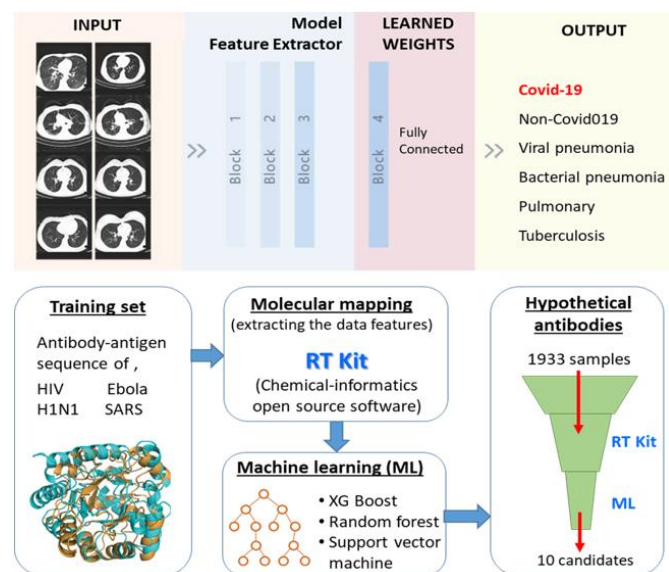 INPUT
Model
Feature Extractor
LEARNED
WEIGHTS
OUTPUT
»
Block 1
Block 2
Block 3
Block 4
Fully
Connected
»
Covid-19
Non-Covid019
Viral pneumonia
Bacterial pneumonia
Pulmonary
Tuberculosis
Training set
Antibody-antigen
sequence of ,
HIV Ebola
H1N1 SARS
Molecular mapping
(extracting the data features)
RT Kit
(Chemical-informatics
open source software)
Machine learning (ML)
• XG Boost
• Random forest
• Support vector
machine
Hypothetical
antibodies
1933 samples
RT Kit
ML
10 candidates